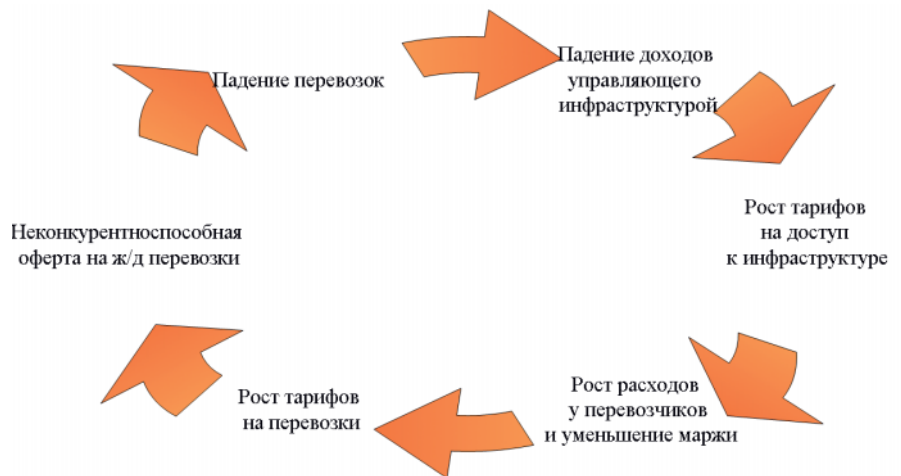 Падение перевозок
Падение доходов
управляющего
инфраструктурой
Рост тарифов
на доступ
к инфраструктуре
Рост расходов
у перевозчиков
и уменьшение маржи
Рост тарифов
на перевозки
Неконкурентноспособная
оферта на ж/д перевозки